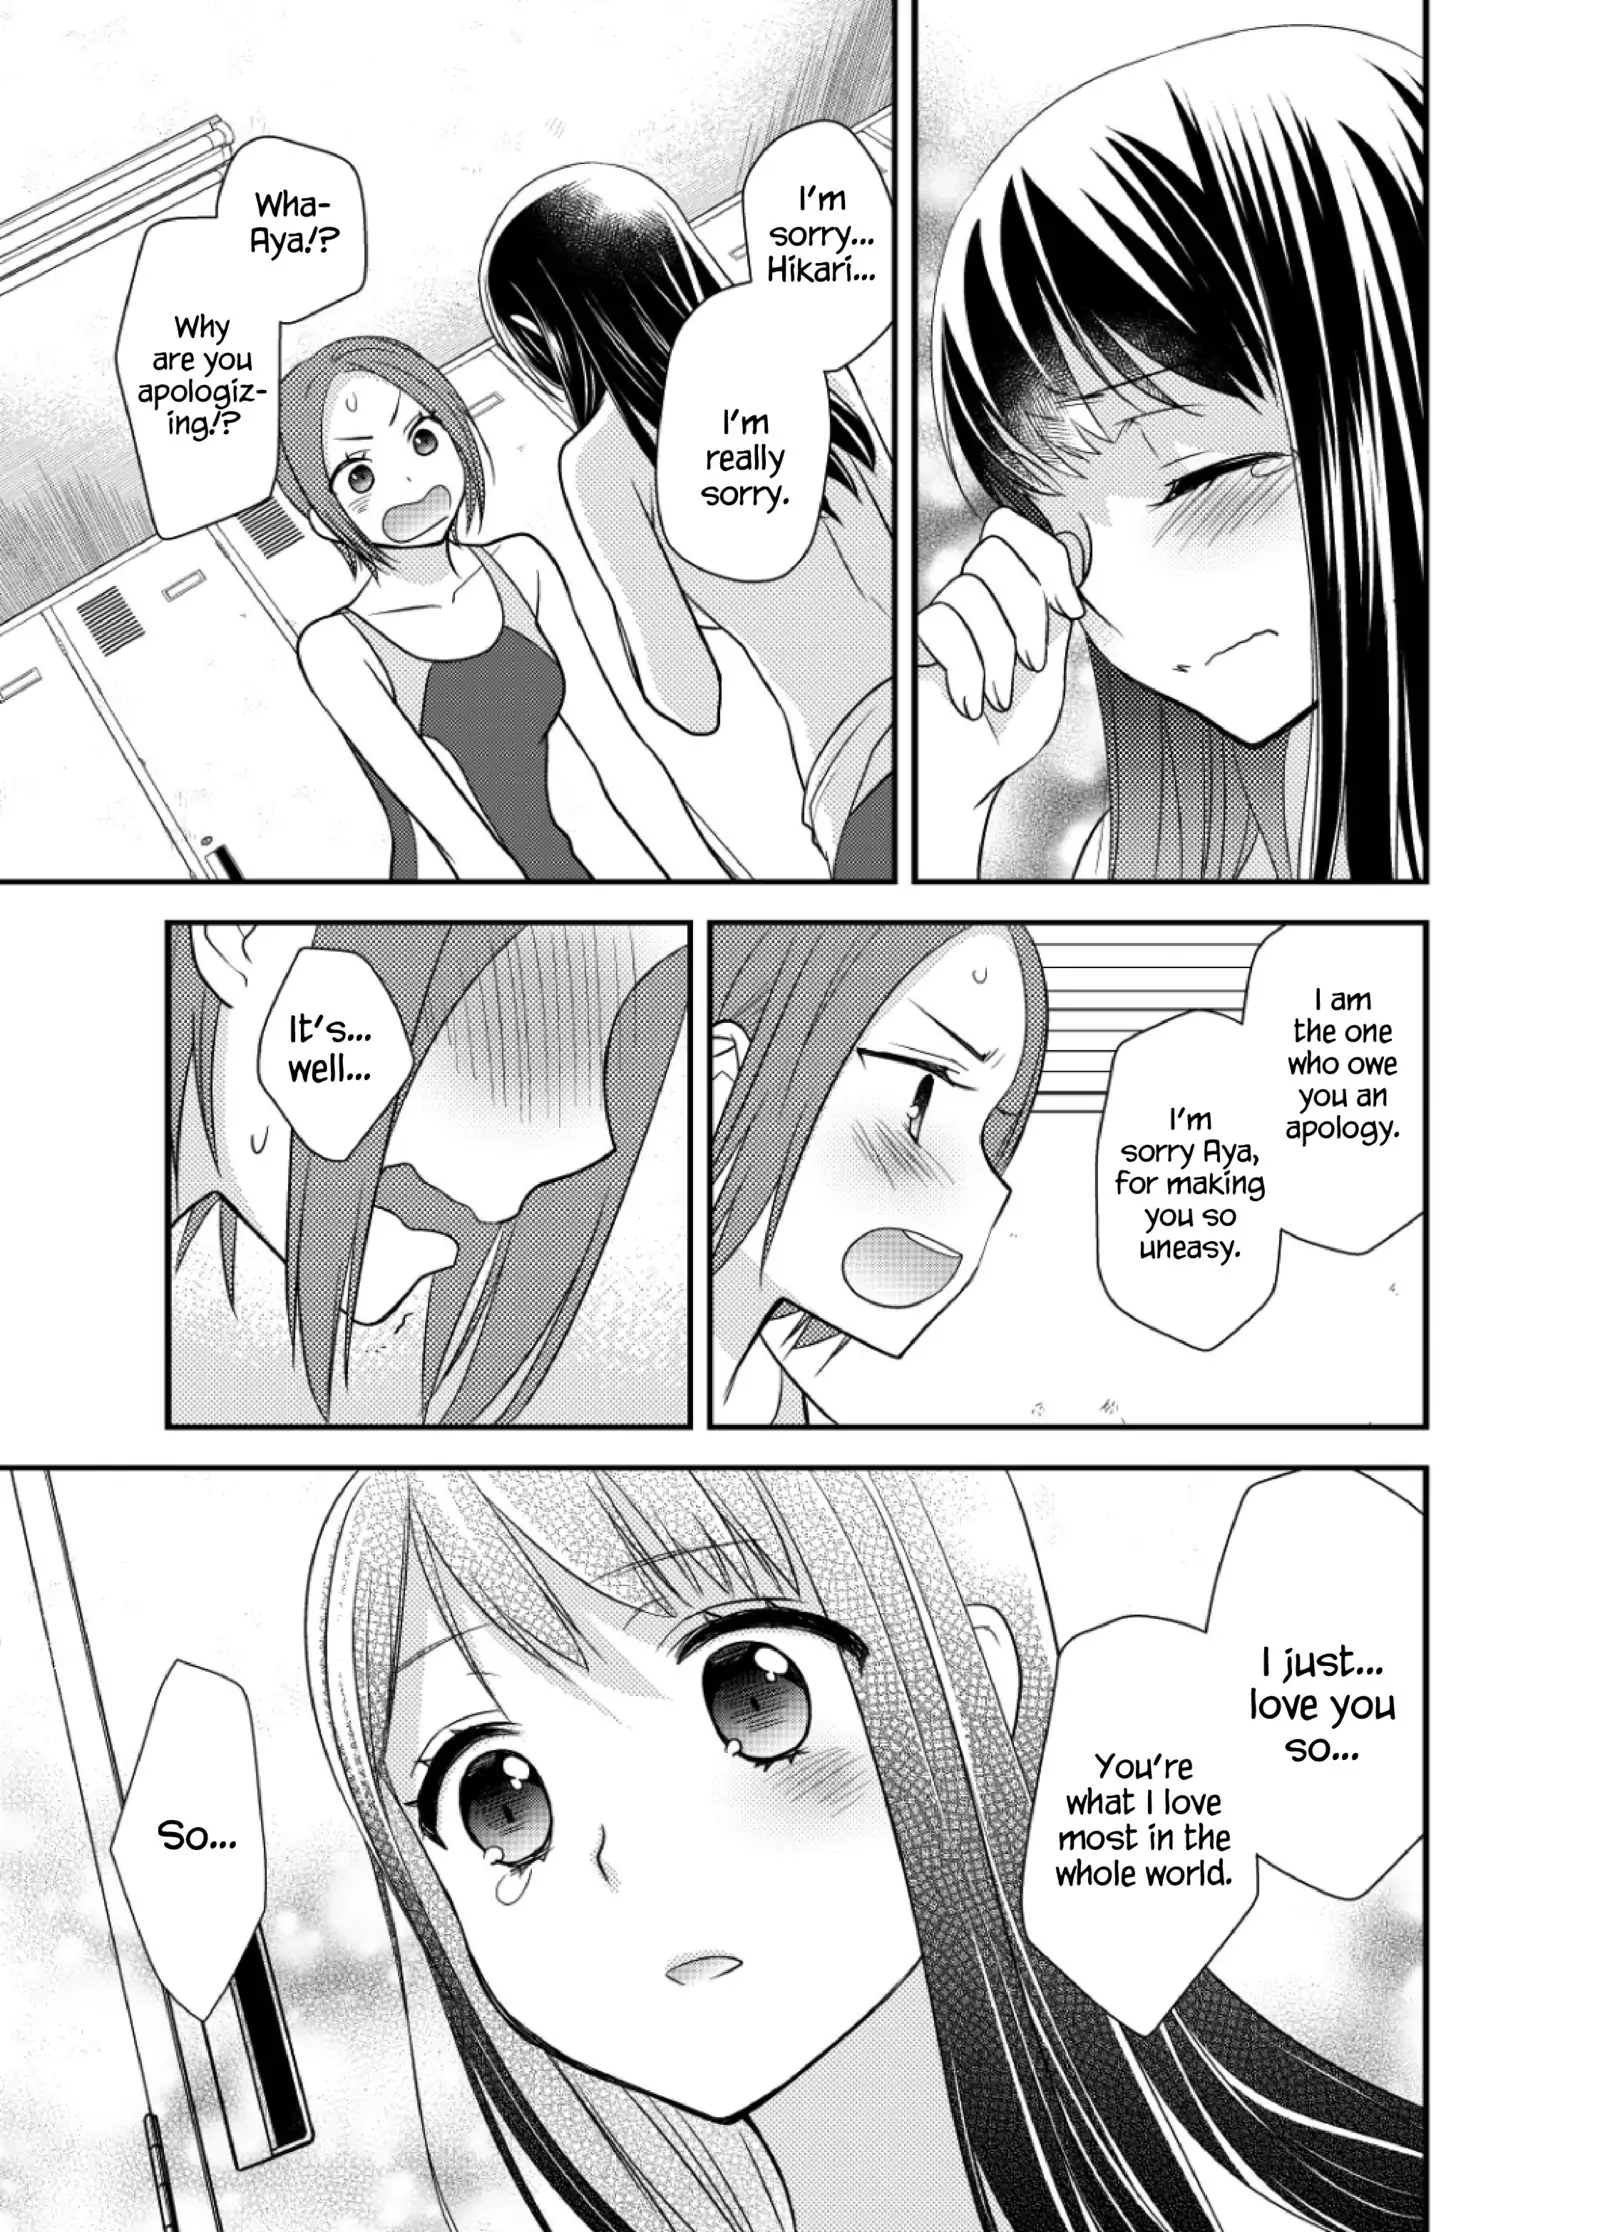 I'm
sorry...
Hikari...
I'm
really
sorry.
Wha-
Aya!?
Why
are you
apologiz-
ing!?
I am
the one
who owe
you an
apology.
I'm
sorry Aya,
for making
you so
uneasy.
It's...
well...
I just...
love you
so...
You're
what I love
most in the
whole world.
So...